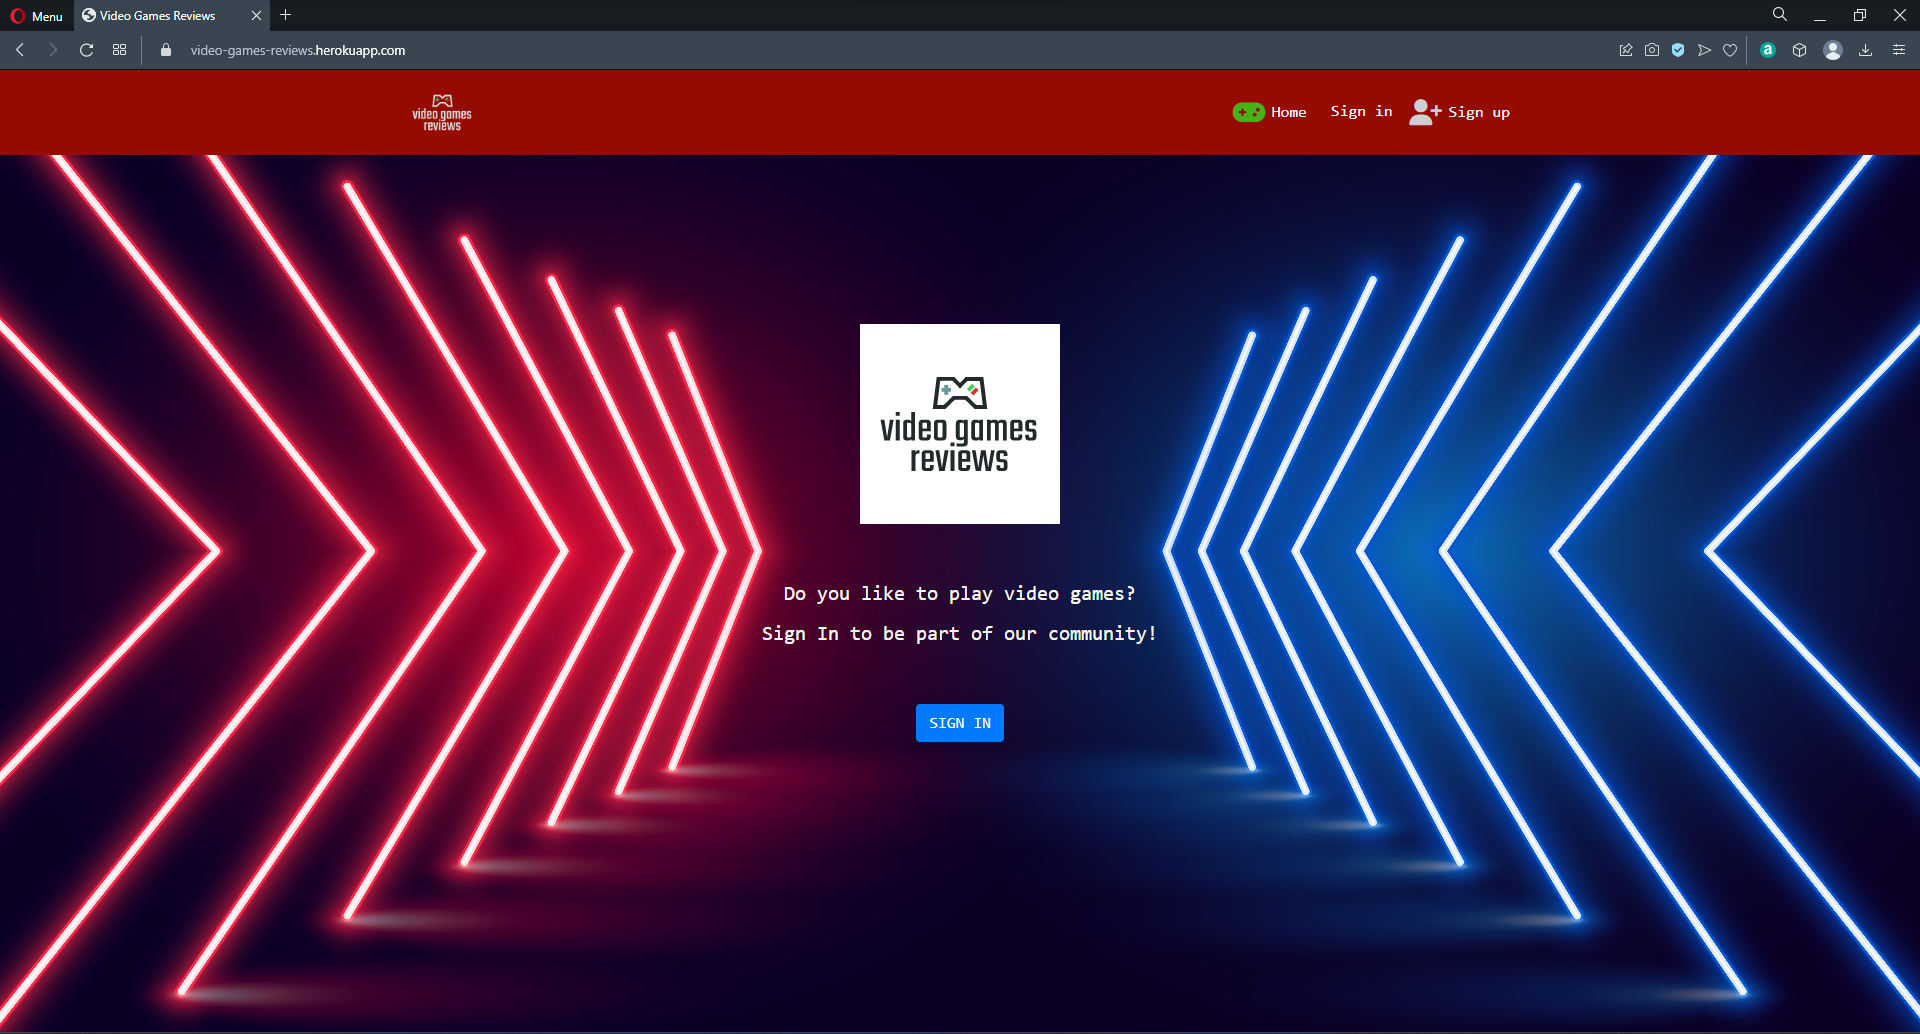 Menu
Video Games Reviews
video-games-reviews.herokuapp.com
a
video games
reviews
Home
Sign in
Sign up
video games
reviews
Do you like to play video games?
Sign In to be part of our community!
SIGN IN